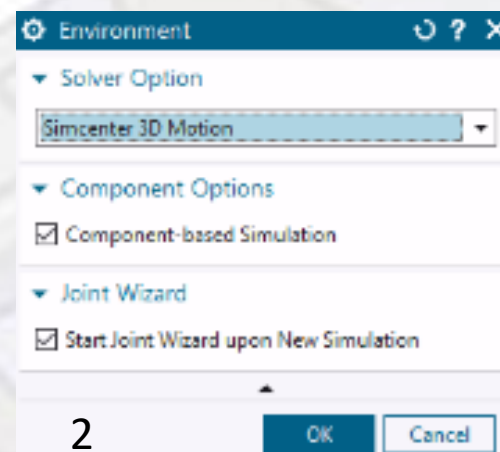 Environment
Solver Option
Simcenter 3D Motion
Component Options
Component-based Simulation
Joint Wizard
Start Joint Wizard upon New Simulation
2 OK Cancel